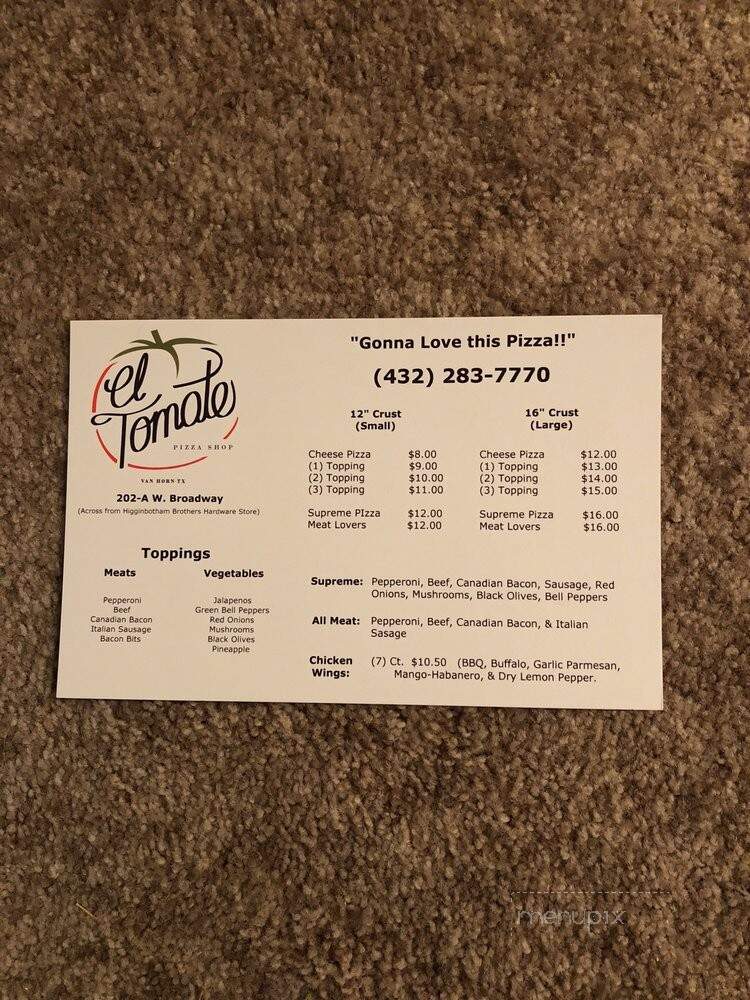 El
Tomate
PIZZA SHOP
VAN HORN TX
202-A W. Broadway
(Across from Higginbotham Brothers Hardware Store)
"Gonna Love this Pizza!!"
(432) 283-7770
12" Crust
(Small)
Cheese Pizza $8.00
(1) Topping $9.00
(2) Topping $10.00
(3) Topping $11.00
Supreme PIzza $12.00
Meat Lovers $12.00
16" Crust
(Large)
Cheese Pizza $12.00
(1) Topping $13.00
(2) Topping $14.00
(3) Topping $15.00
Supreme Pizza $16.00
Meat Lovers $16.00
Toppings
Meats
Pepperoni
Beef
Canadian Bacon
Italian Sausage
Bacon Bits
Vegetables
Jalapenos
Green Bell Peppers
Red Onions
Mushrooms
Black Olives
Pineapple
Supreme: Pepperoni, Beef, Canadian Bacon, Sausage, Red
Onions, Mushrooms, Black Olives, Bell Peppers
All Meat: Pepperoni, Beef, Canadian Bacon, & Italian
Sasage
Chicken Wings: (7) Ct. $10.50 (BBQ, Buffalo, Garlic Parmesan,
Mango-Habanero, & Dry Lemon Pepper.
menupix